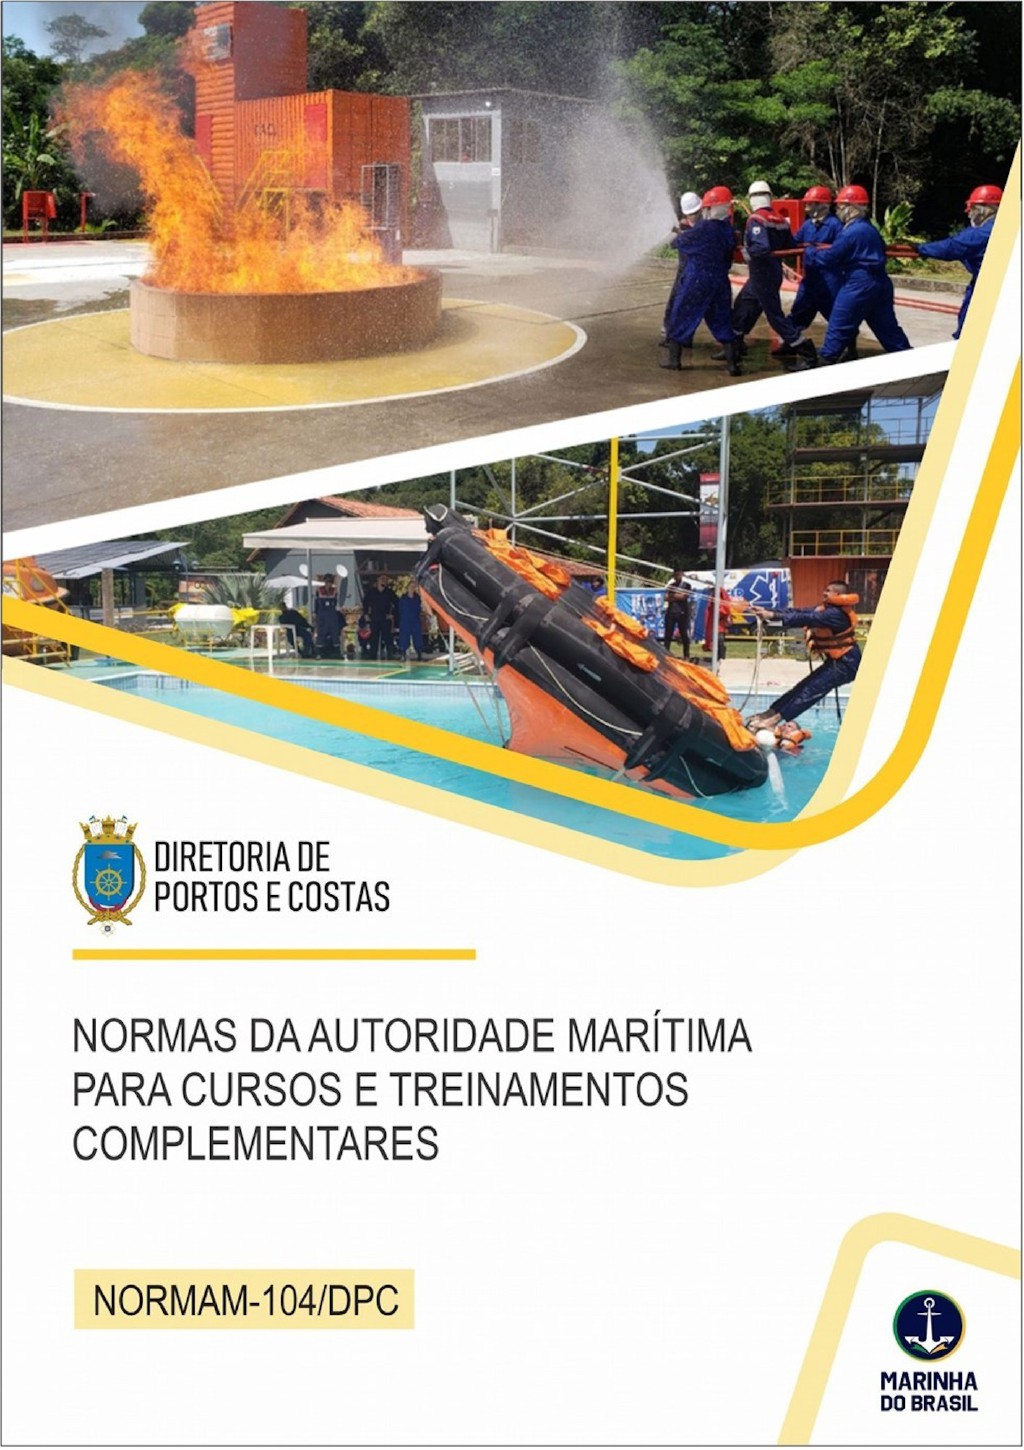 DIRETORIA DE
PORTOS E COSTAS
NORMAS DA AUTORIDADE MARÍTIMA
PARA CURSOS E TREINAMENTOS
COMPLEMENTARES
NORMAM-104/DPC
MARINHA
DO BRASIL